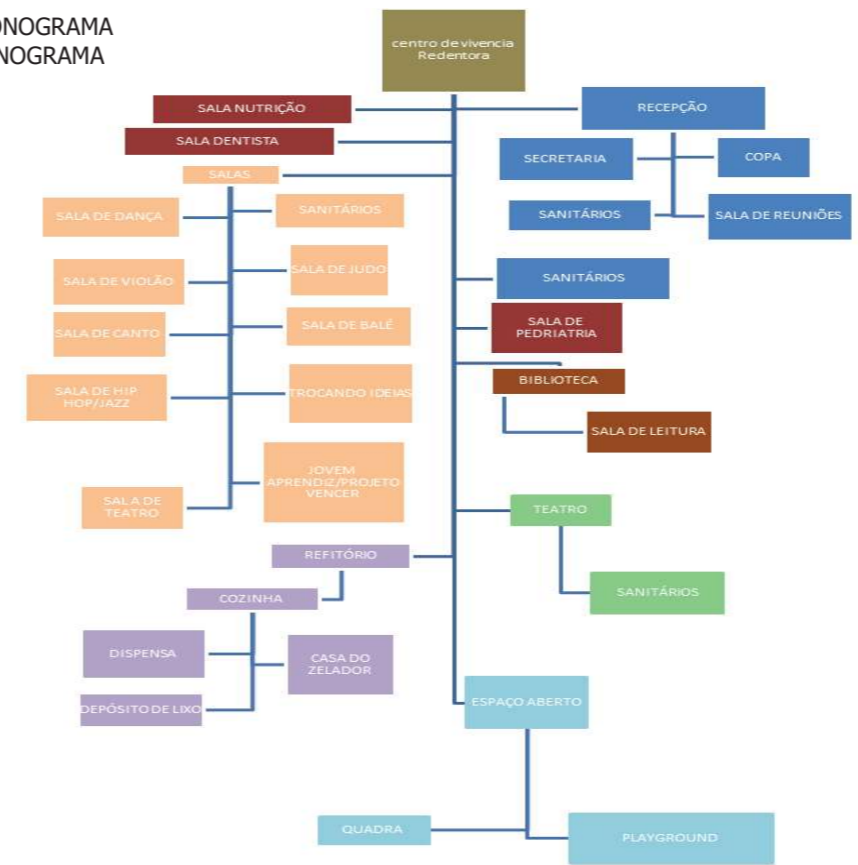 ONOGRAMA
NOGRAMA
centro de vivencia
Redentora
SALA NUTRIÇÃO
RECEPÇÃO
SALA DENTISTA
SECRETARIA
COPA
SALAS
SALA DE DANÇA
SANITÁRIOS
SANITÁRIOS
SALA DE REUNIÕES
SALA DE VIOLÃO
SALA DE JUDO
SANITÁRIOS
SALA DE CANTO
SALA DE BALÉ
SALA DE
PEDRIATRIA
SALA DE HIP
HOP/JAZZ
TROCANDO IDEIAS
BIBLIOTECA
SALA DE LEITURA
SALA DE
TEATRO
JOVEM
APRENDIZ/PROJETO
VENCER
TEATRO
REFITÓRIO
COZINHA
SANITÁRIOS
DISPENSA
CASA DO
ZELADOR
DEPÓSITO DE LIXO
ESPAÇO ABERTO
QUADRA
PLAYGROUND